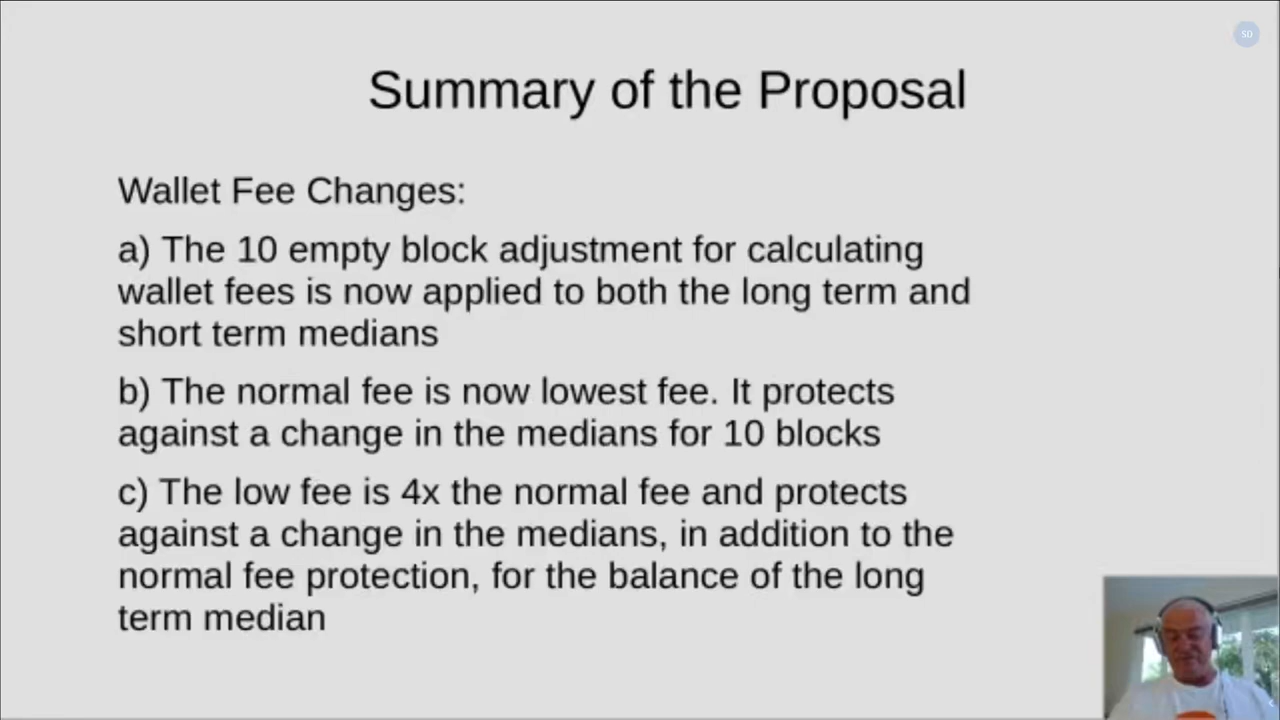 SD
Summary of the Proposal
Wallet Fee Changes:
a) The 10 empty block adjustment for calculating
wallet fees is now applied to both the long term and
short term medians
b) The normal fee is now lowest fee. It protects
against a change in the medians for 10 blocks
c) The low fee is 4x the normal fee and protects
against a change in the medians, in addition to the
normal fee protection, for the balance of the long
term median